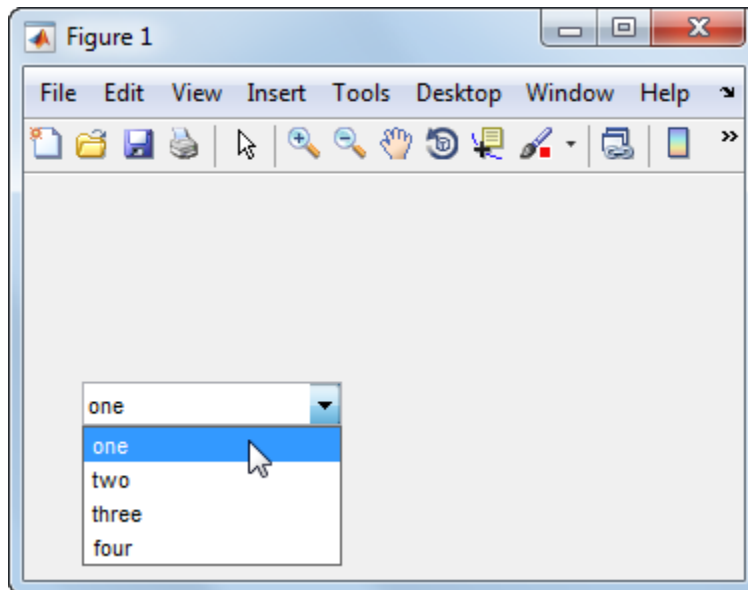 Figure 1
File Edit View Insert Tools Desktop Window Help
one
one
two
three
four